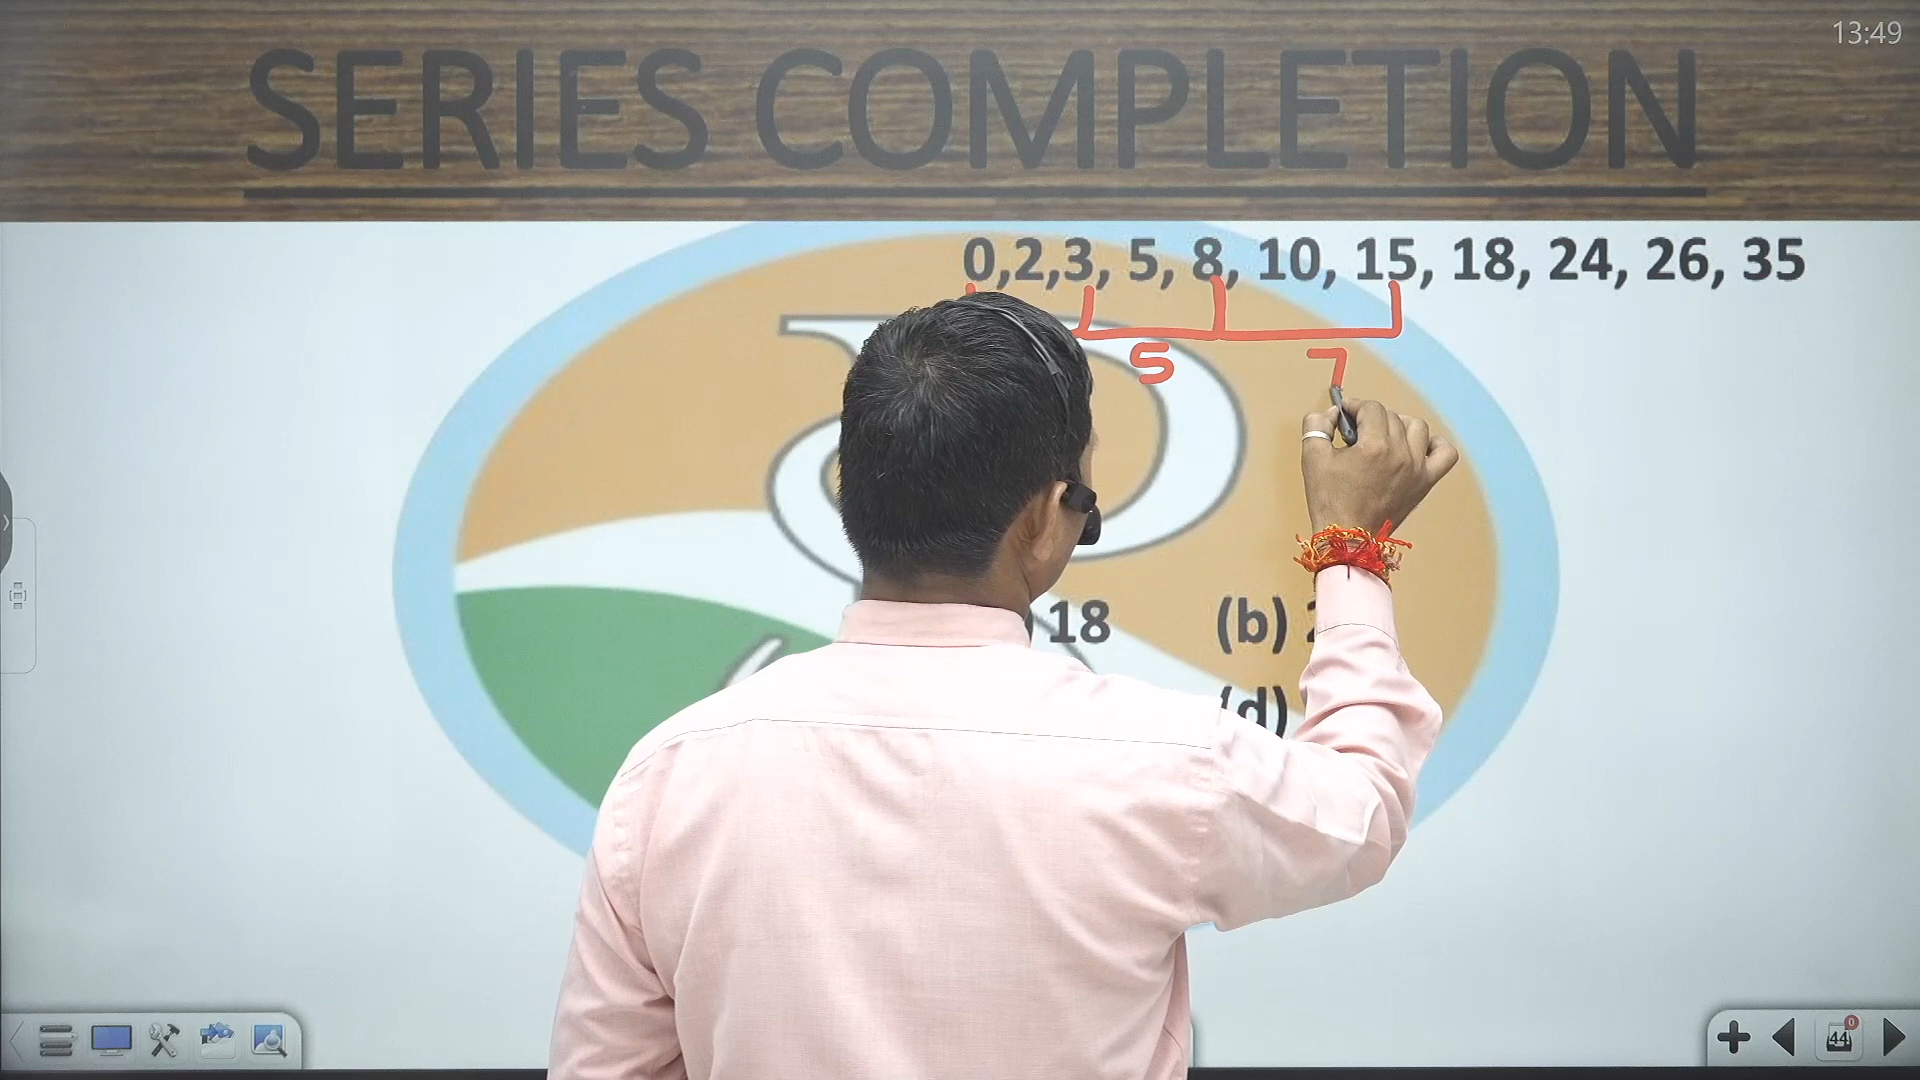 13:49
SERIES COMPLETION
0,2,3, 5, 8, 10, 15, 18, 24, 26, 35
5 7
18 (b)
(d)
44 0